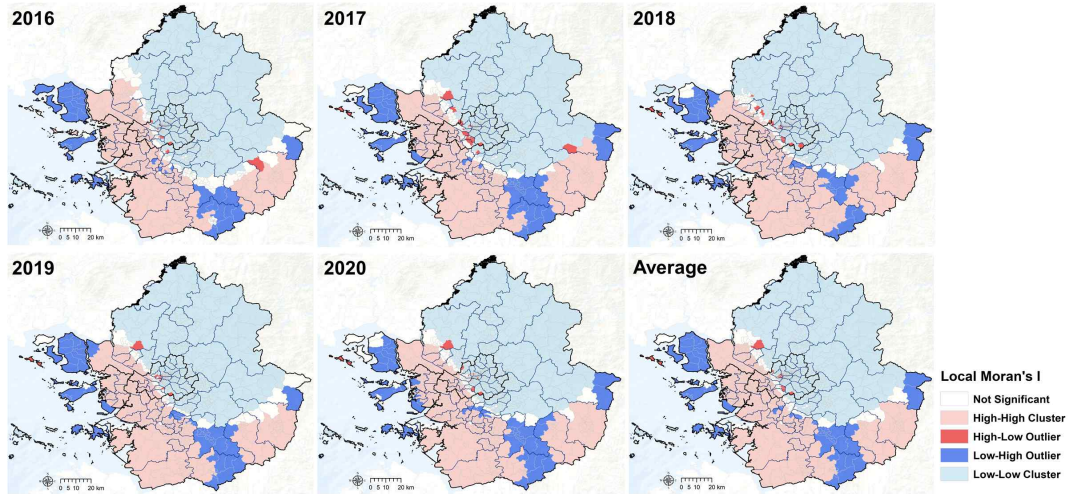 2016
0 5 10 20 km
2017
0 5 10 20 km
2018
0 5 10 20 km
2019
0 5 10 20 km
2020
0 5 10 20 km
Average
0 5 10 20 km
Local Moran's I
Not Significant
High-High Cluster
High-Low Outlier
Low-High Outlier
Low-Low Cluster